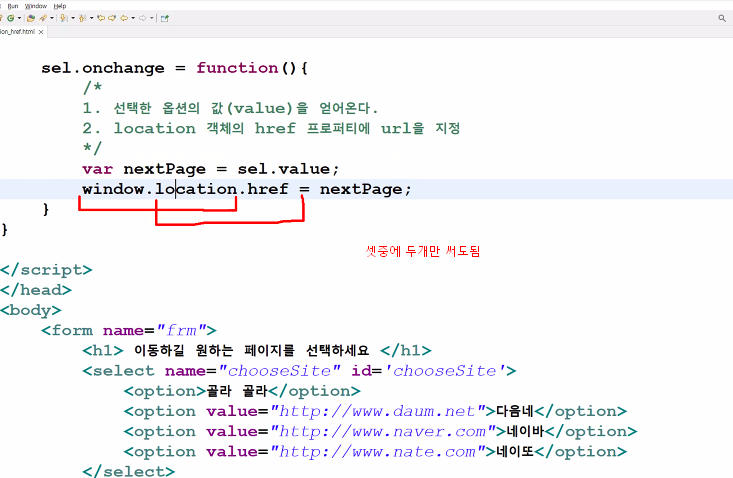 Run Window Help
ion_href.html
sel.onchange = function(){
/*
1. 선택한 옵션의 값(value)을 얻어온다.
2. location 객체의 href 프로퍼티에 url을 지정
*/
var nextPage = sel.value;
window.location.href = nextPage;
}
}
셋중에 두개만 써도됨
</script>
</head>
<body>
<form name="frm">
<h1> 이동하길 원하는 페이지를 선택하세요 </h1>
<select name="chooseSite" id='chooseSite'>
<option>골라 골라</option>
<option value="http://www.daum.net">다음네</option>
<option value="http://www.naver.com">네이바</option>
<option value="http://www.nate.com">네이또</option>
</select>